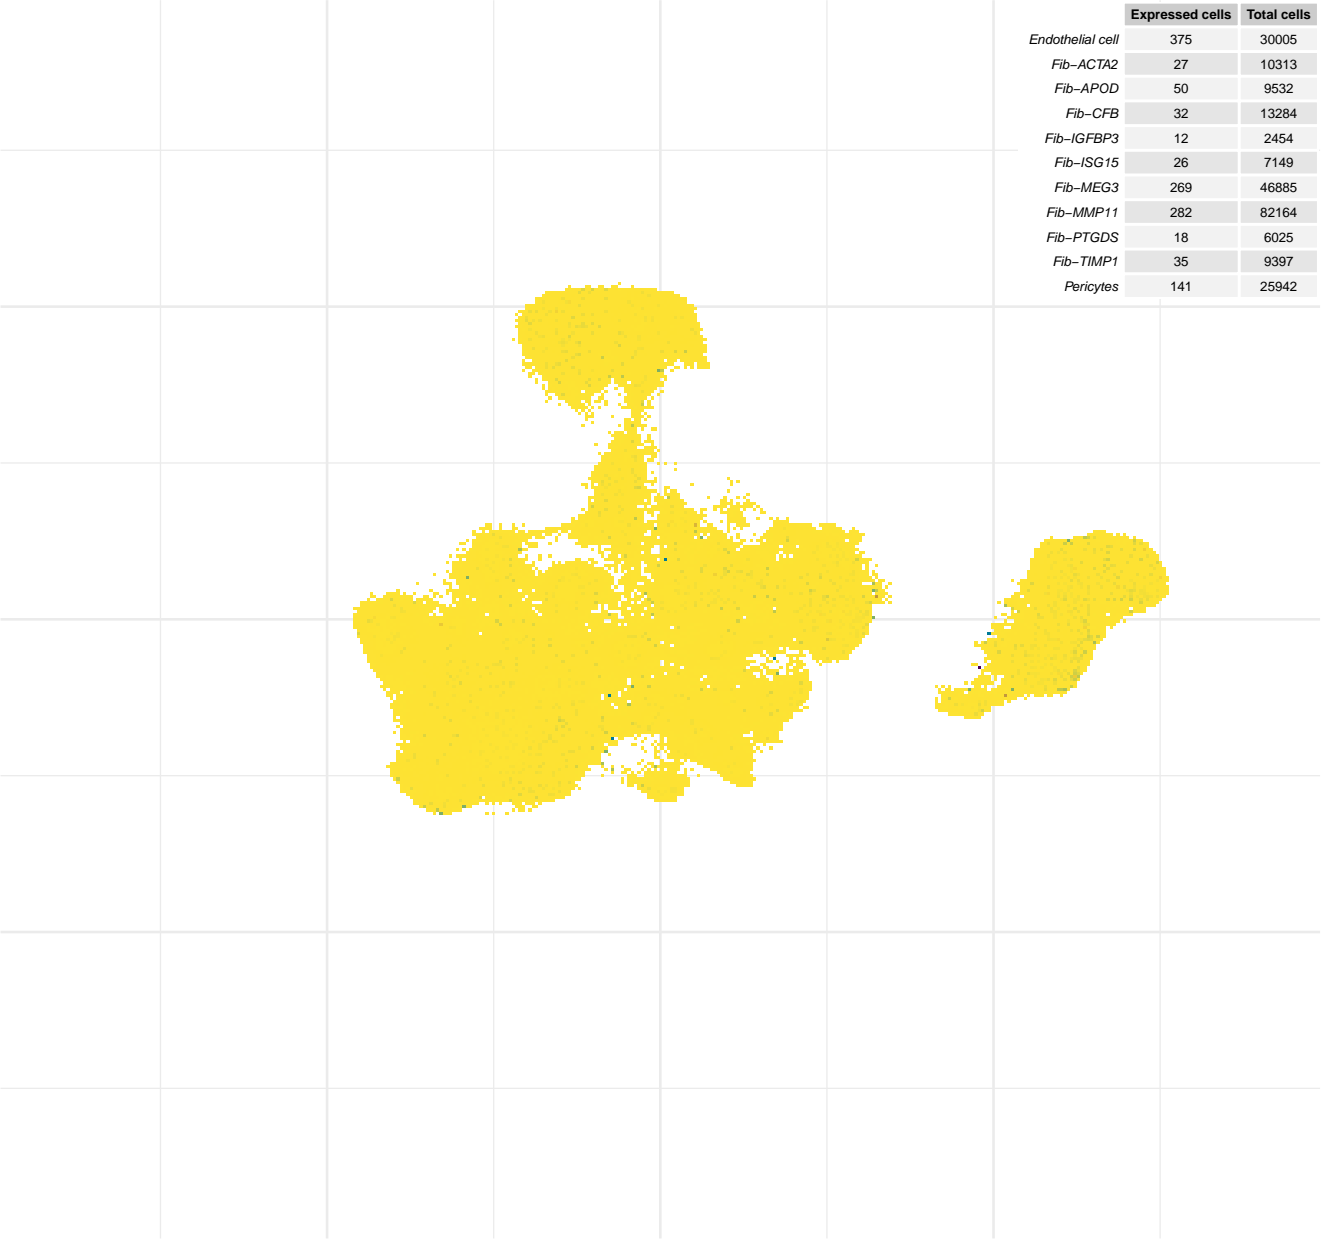 Expressed cells Total cells
Endothelial cell 375 30005
Fib−ACTA2 27 10313
Fib−APOD 50 9532
Fib−CFB 32 13284
Fib−IGFBP3 12 2454
Fib−ISG15 26 7149
Fib−MEG3 269 46885
Fib−MMP11 282 82164
Fib−PTGDS 18 6025
Fib−TIMP1 35 9397
Pericytes 141 25942